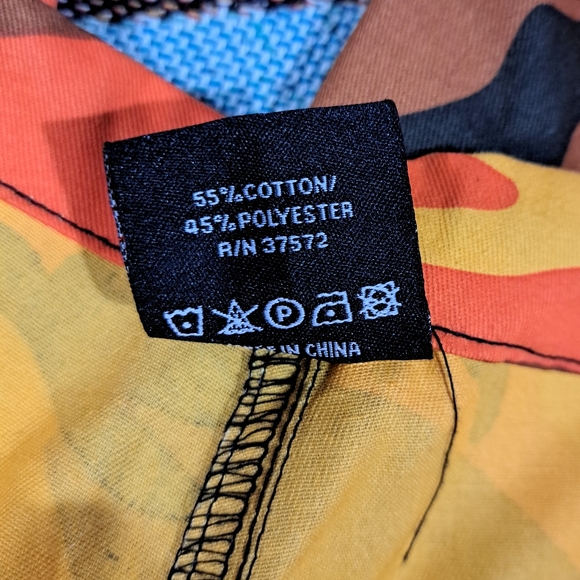 55%COTTON/
45%POLYESTER
R/N 37572
P
IN CHINA